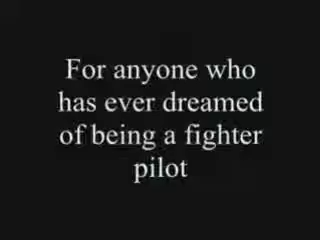 For anyone who
has ever dreamed
of being a fighter
pilot